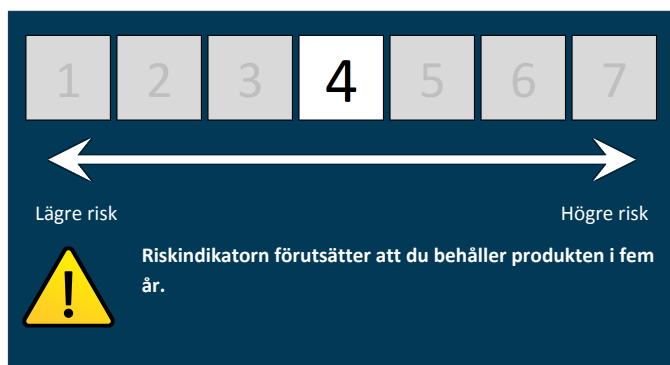 1 2 3 4 5 6 7
Lägre risk Högre risk
Riskindikatorn förutsätter att du behåller produkten i fem
år.